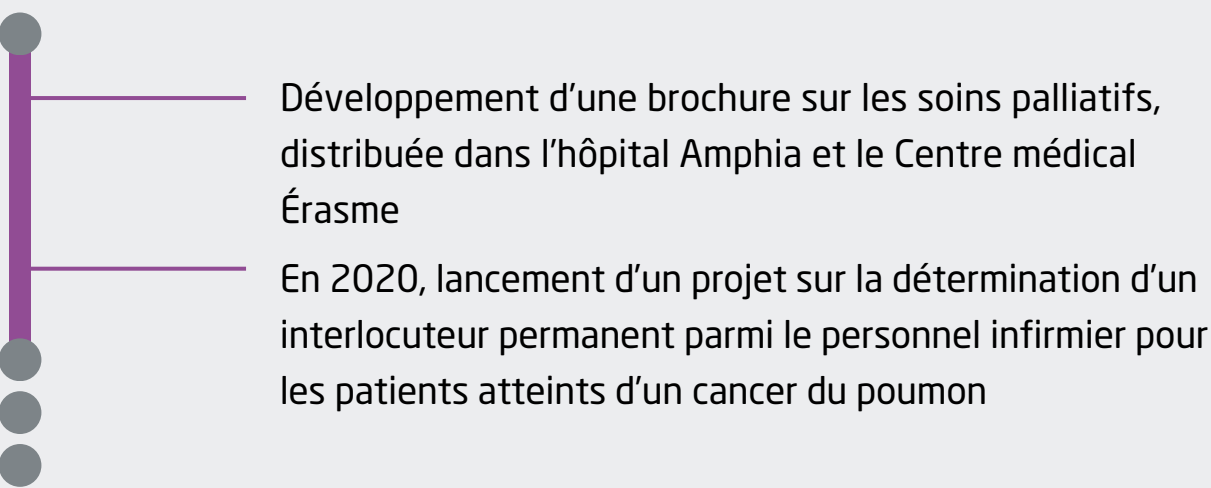 Développement d’une brochure sur les soins palliatifs,
distribuée dans l’hôpital Amphia et le Centre médical
Érasme
En 2020, lancement d’un projet sur la détermination d’un
interlocuteur permanent parmi le personnel infirmier pour
les patients atteints d’un cancer du poumon